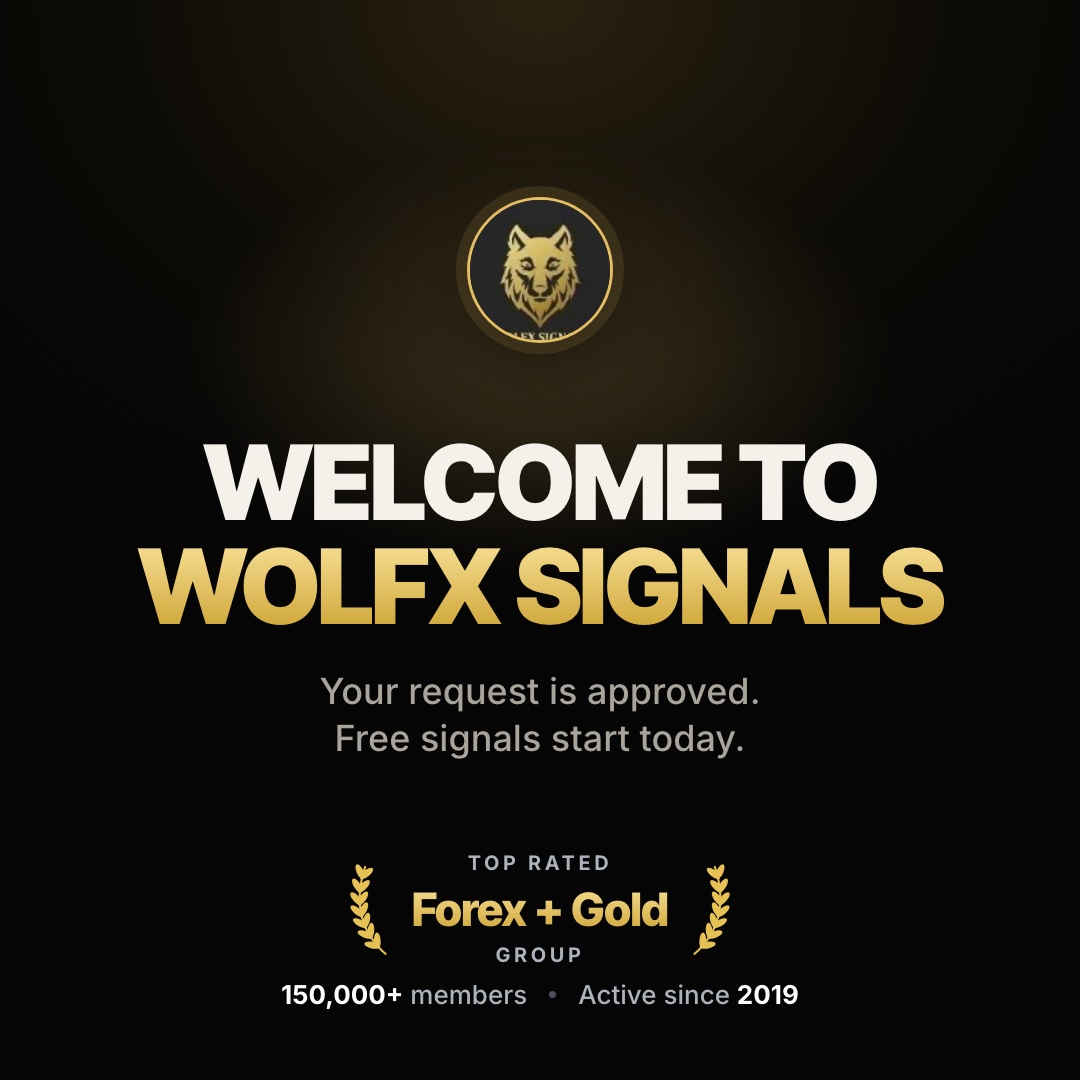 WELCOME TO
WOLFX SIGNALS
Your request is approved.
Free signals start today.
TOP RATED
Forex + Gold
GROUP
150,000+ members • Active since 2019